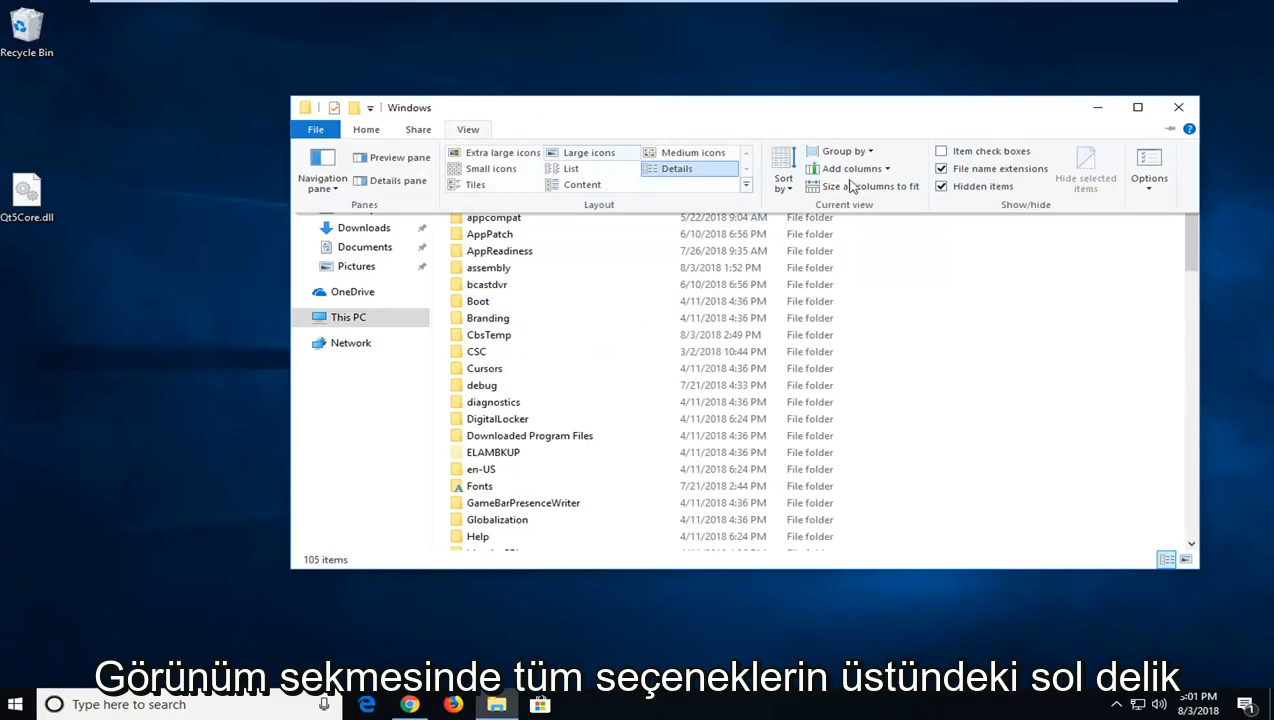 Recycle Bin
Qt5Core.dll
Windows
File Home Share View
Navigation pane
Preview pane
Details pane
Panes
Extra large icons Large icons Medium icons
Small icons List Details
Tiles Content
Layout
Sort by
Group by
Add columns
columns to fit
Current view
Item check boxes
File name extensions
Hidden items
Hide selected items
Show/hide
Options
Downloads
Documents
Pictures
OneDrive
This PC
Network
appcompat 5/22/2018 9:04 AM File folder
AppPatch 6/10/2018 6:56 PM File folder
AppReadiness 7/26/2018 9:35 AM File folder
assembly 8/3/2018 1:52 PM File folder
bcastdvr 6/10/2018 6:56 PM File folder
Boot 4/11/2018 4:36 PM File folder
Branding 4/11/2018 4:36 PM File folder
CbsTemp 8/3/2018 2:49 PM File folder
CSC 3/2/2018 10:44 PM File folder
Cursors 4/11/2018 4:36 PM File folder
debug 7/21/2018 4:33 PM File folder
diagnostics 4/11/2018 4:36 PM File folder
DigitalLocker 4/11/2018 6:24 PM File folder
Downloaded Program Files 4/11/2018 4:36 PM File folder
ELAMBKUP 4/11/2018 4:36 PM File folder
en-US 4/11/2018 6:24 PM File folder
Fonts 7/21/2018 2:44 PM File folder
GameBarPresenceWriter 4/11/2018 4:36 PM File folder
Globalization 4/11/2018 4:36 PM File folder
Help 4/11/2018 6:24 PM File folder
105 items
Görünüm sekmesinde tüm seçeneklerin üstündeki sol delik
Type here to search
:01 PM
8/3/2018